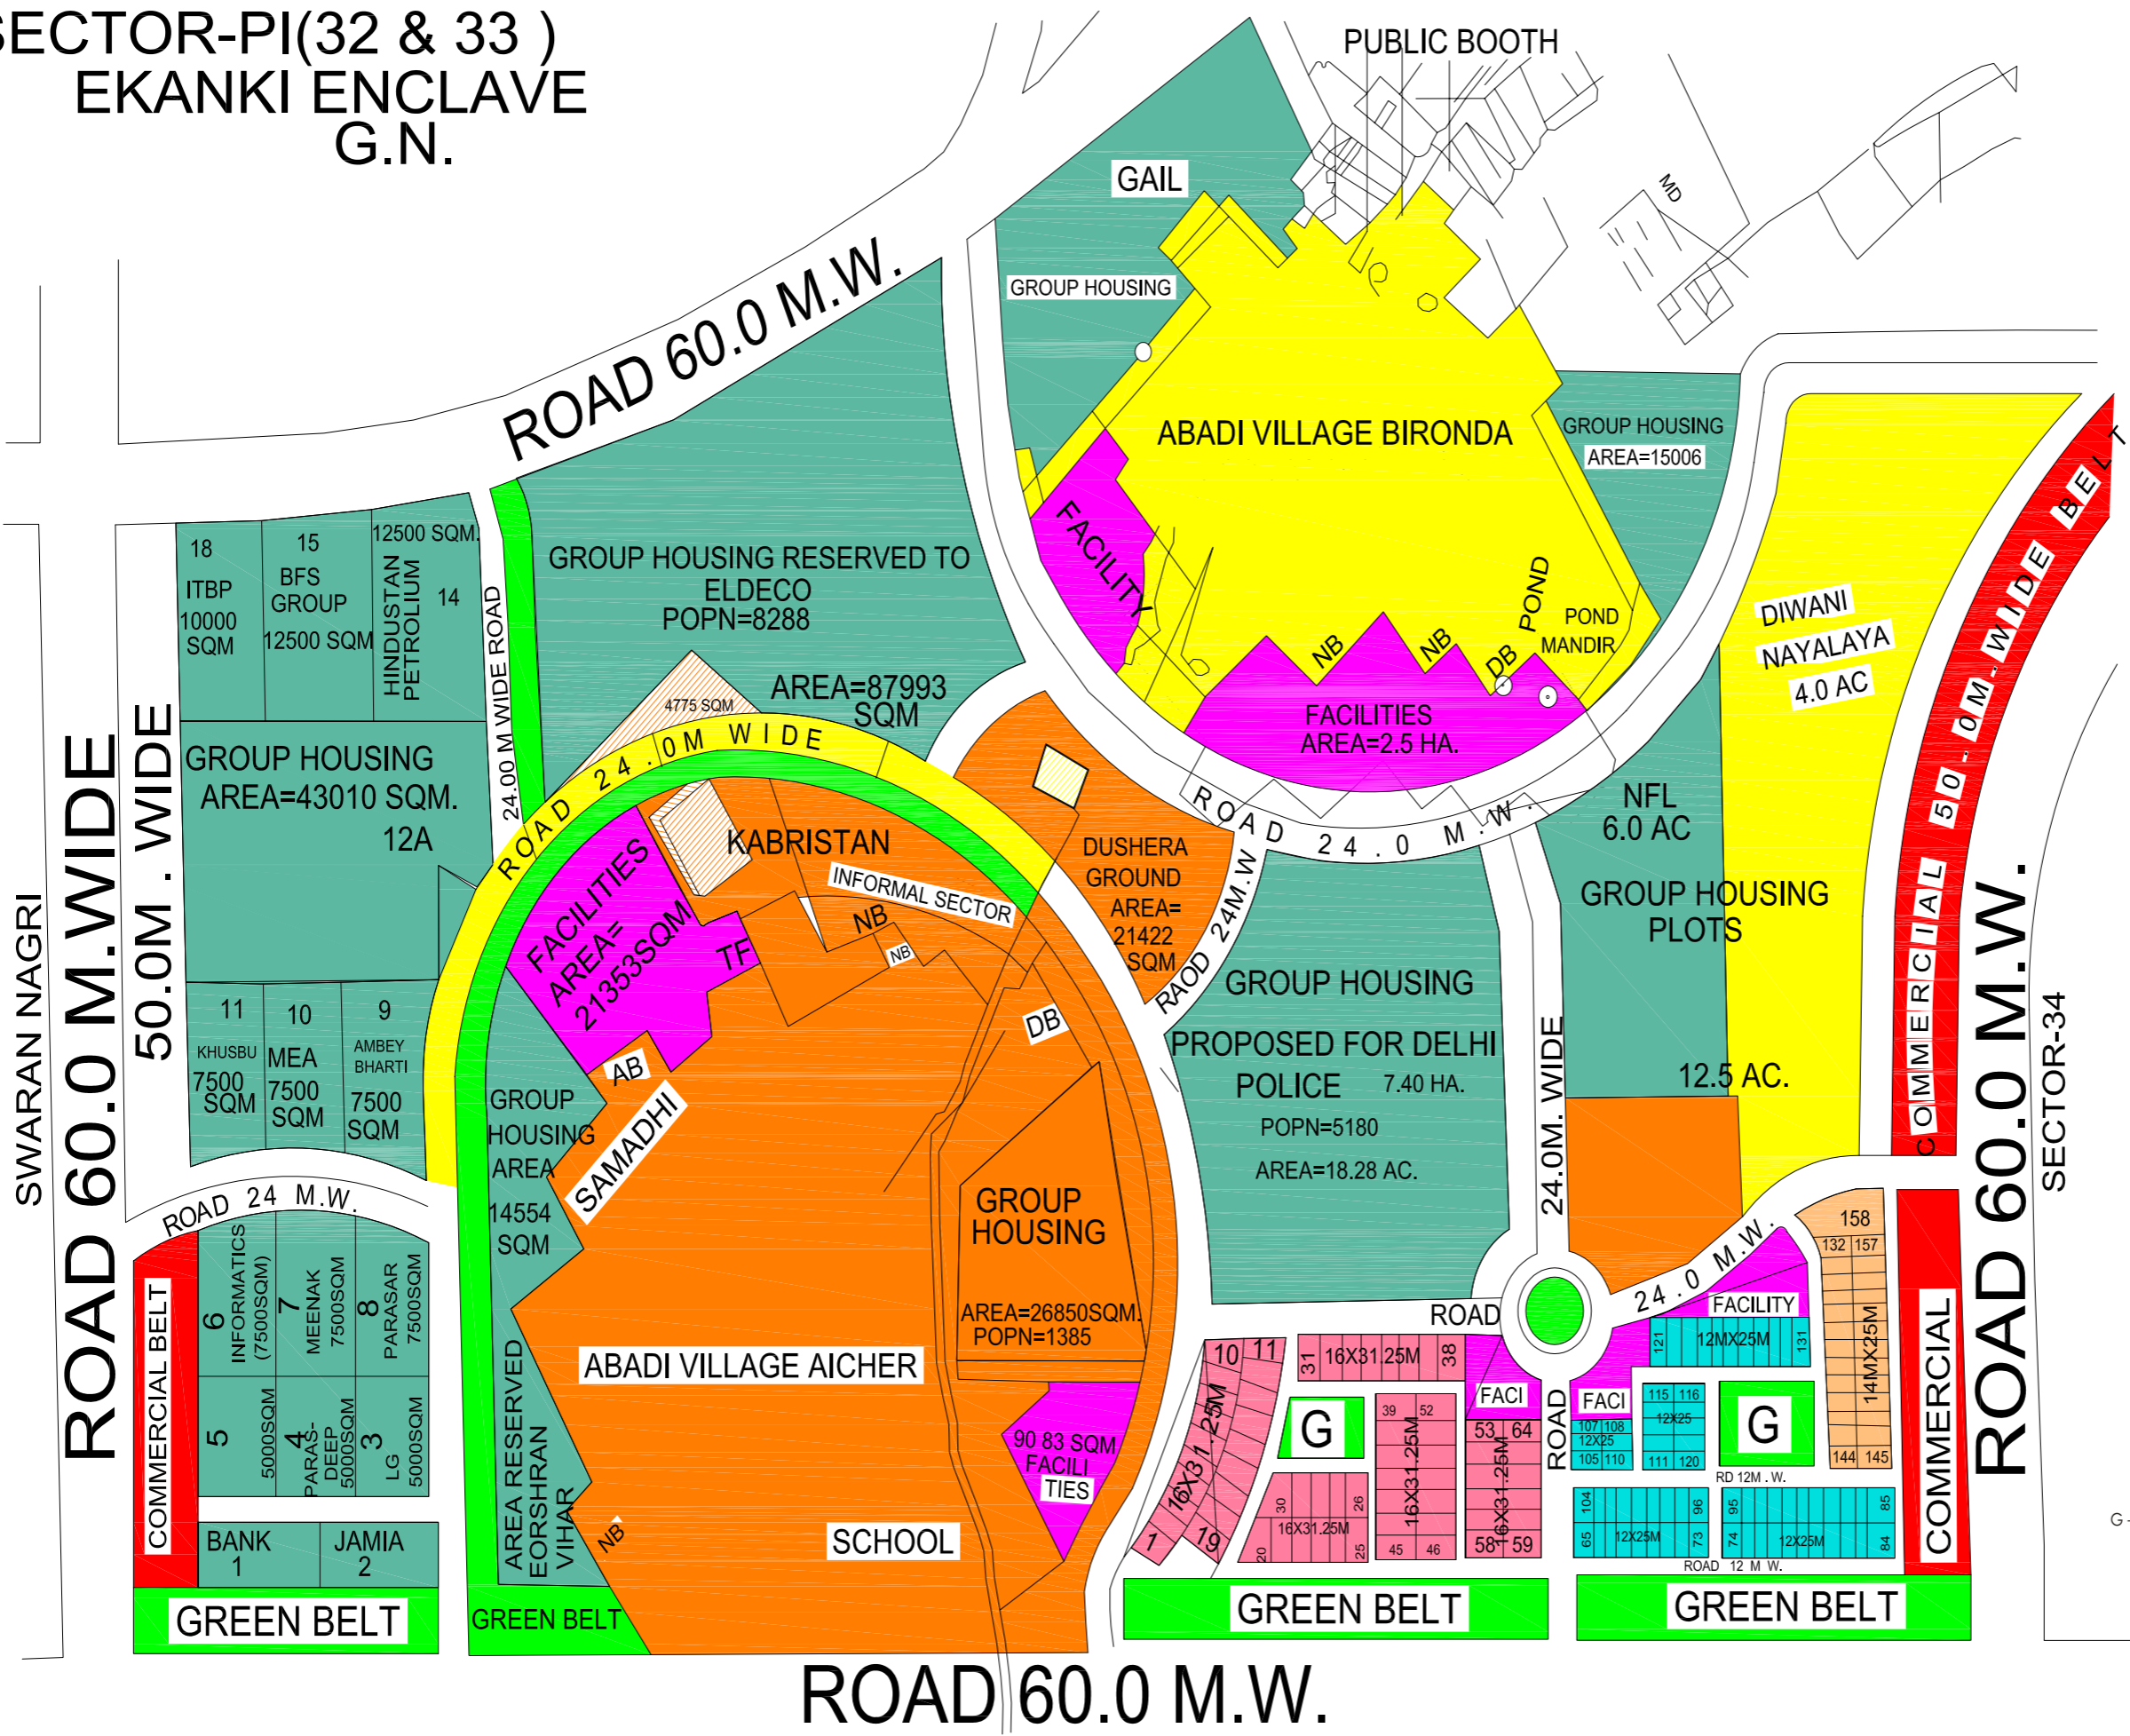 SECTOR-PI(32 & 33 )
EKANKI ENCLAVE
G.N.
PUBLIC BOOTH
MD
GAIL
GROUP HOUSING
ROAD 60.0 M.W.
ABADI VILLAGE BIRONDA
GROUP HOUSING
AREA=15006
FACILITY
POND
POND
MANDIR
NB
NB
DB
FACILITIES
AREA=2.5 HA.
ROAD 24.0 M.W.
DIWANI
NAYALAYA
4.0 AC
COMMERCIAL 50.0M.WIDE BELT
18
ITBP
10000
SQM
15
BFS
GROUP
12500 SQM
12500 SQM.
HINDUSTAN
PETROLIUM
14
24.00 M WIDE ROAD
GROUP HOUSING RESERVED TO
ELDECO
POPN=8288
AREA=87993
SQM
4775 SQM
ROAD 24.0M WIDE
GROUP HOUSING
AREA=43010 SQM.
12A
SWARAN NAGRI
ROAD 60.0 M.WIDE
50.0M . WIDE
11
KHUSBU
7500
SQM
10
MEA
7500
SQM
9
AMBEY
BHARTI
7500
SQM
ROAD 24 M.W.
FACILITIES
AREA=
21353SQM
TF
KABRISTAN
INFORMAL SECTOR
NB
NB
DB
AB
SAMADHI
DUSHERA
GROUND
AREA=
21422
SQM
RAOD 24M.W
GROUP HOUSING
PROPOSED FOR DELHI
POLICE
7.40 HA.
POPN=5180
AREA=18.28 AC.
24.0M. WIDE
NFL
6.0 AC
GROUP HOUSING
PLOTS
12.5 AC.
ROAD 60.0 M.W.
SECTOR-34
GROUP
HOUSING
AREA
14554
SQM
GROUP
HOUSING
AREA=26850SQM.
POPN=1385
COMMERCIAL BELT
6
INFORMATICS
(7500SQM)
7
MEENAK
7500SQM
8
PARASAR
7500SQM
5
5000SQM
4
PARAS-
DEEP
5000SQM
3
LG
5000SQM
BANK
1
JAMIA
2
GREEN BELT
AREA RESERVED
EORSHRAN
VIHAR
NB
GREEN BELT
ABADI VILLAGE AICHER
SCHOOL
90 83 SQM
FACILI
TIES
ROAD
24.0 M.W.
10
11
16X31.25M
1
19
31
16X31.25M
38
G
30
26
16X31.25M
20
25
39
52
16X31.25M
45
46
FACI
53
64
16X31.25M
58
59
ROAD
FACI
107
108
12X25
105
110
FACILITY
121
12MX25M
131
115
116
12X25
111
120
G
RD 12M . W.
158
132
157
14MX25M
144
145
104
96
65
12X25M
73
95
85
74
12X25M
84
ROAD 12 M W.
COMMERCIAL
G-
GREEN BELT
GREEN BELT
ROAD 60.0 M.W.